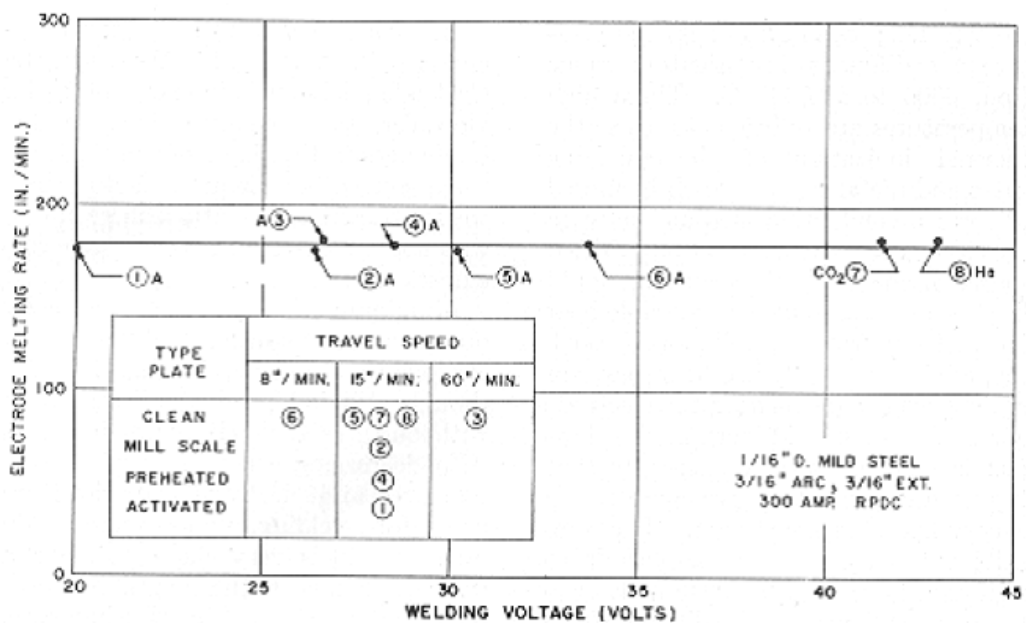 300
200
100
0
ELECTRODE MELTING RATE (IN./MIN.)
A③
④A
①A
②A
⑤A
⑥A
CO₂⑦
⑧He
TYPE PLATE
TRAVEL SPEED
8"/MIN. 15"/MIN. 60"/MIN.
CLEAN ⑥ ⑤⑦⑧ ③
MILL SCALE ②
PREHEATED ④
ACTIVATED ①
1/16" D. MILD STEEL
3/16" ARC, 3/16" EXT.
300 AMP. RPDC
20 25 30 35 40 45
WELDING VOLTAGE (VOLTS)